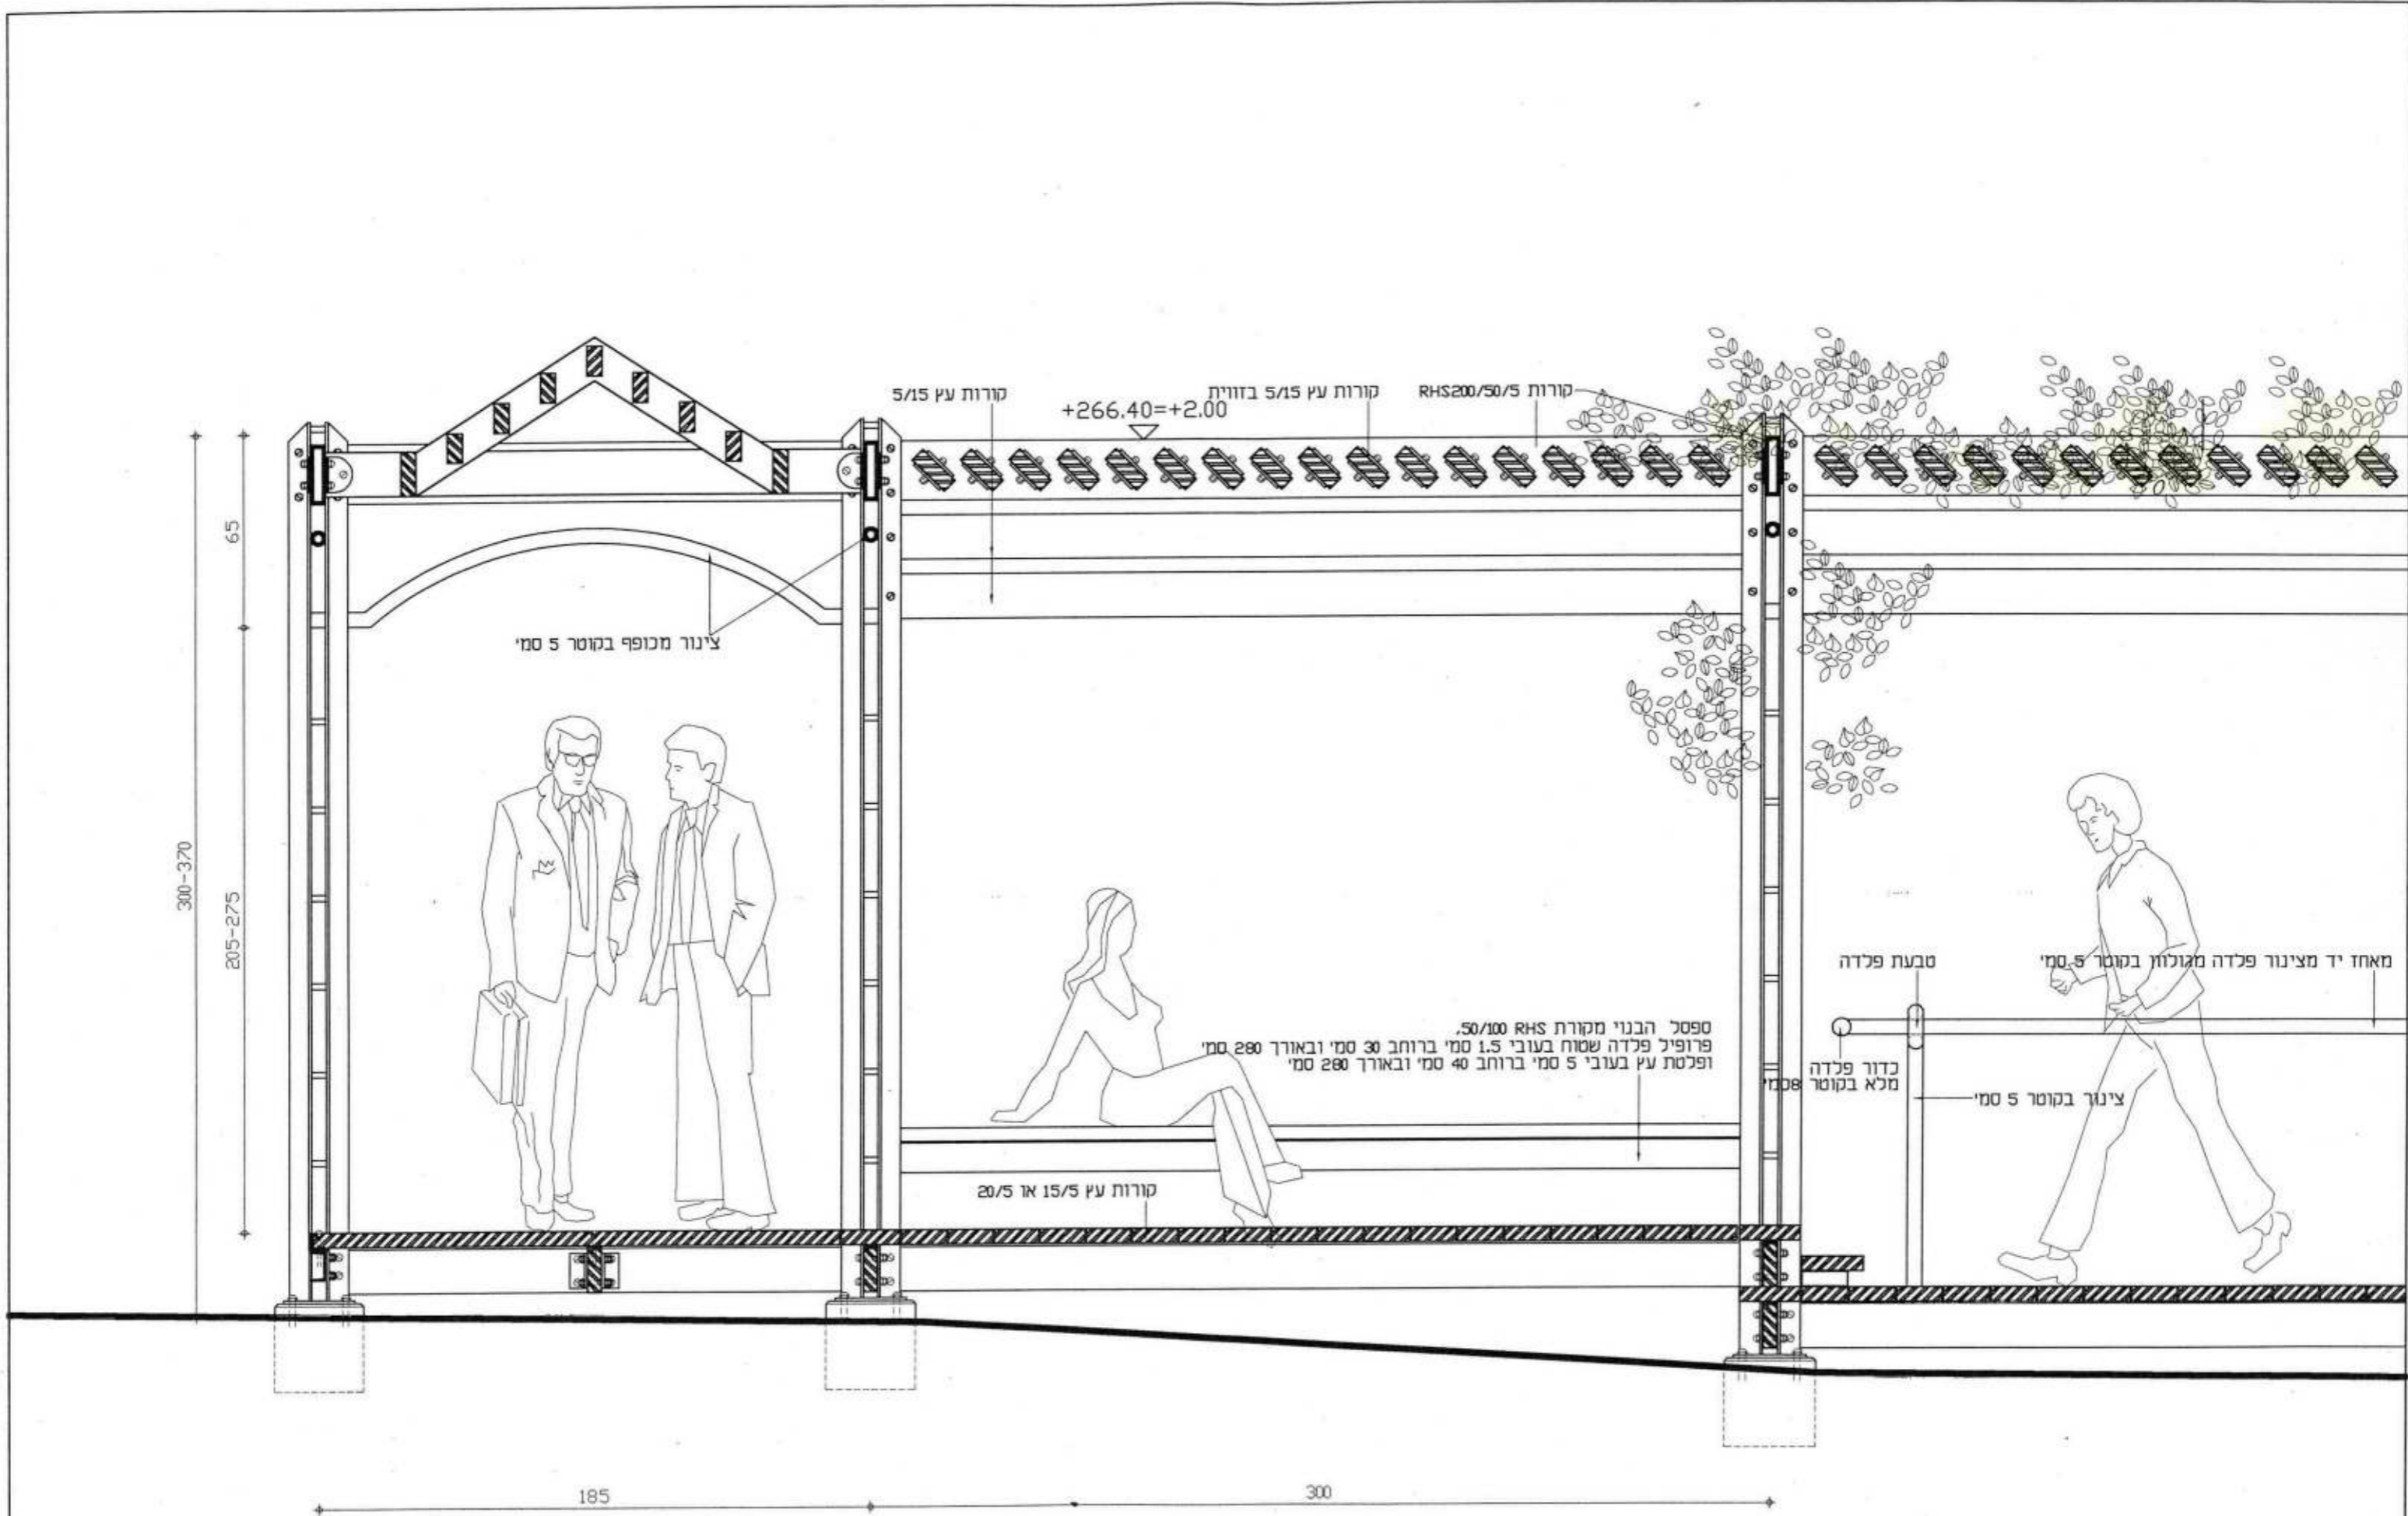 קורות RHS200/50/5
קורות עץ 5/15 בזווית
קורות עץ 5/15
+266.40=+2.00
65
צינור מכופף בקוטר 5 סמ'
300-370
205-275
מאחז יד מצינור פלדה מגולוון בקוטר 5 סמ'
טבעת פלדה
ספסל הבנוי מקורת RHS 50/100,
פרופיל פלדה שטוח בעובי 1.5 סמ' ברוחב 30 סמ' ובאורך 280 סמ'
ופלטת עץ בעובי 5 סמ' ברוחב 40 סמ' ובאורך 280 סמ'
כדור פלדה
מלא בקוטר 8סמ'
צינור בקוטר 5 סמ'
קורות עץ 15/5 או 20/5
185
300